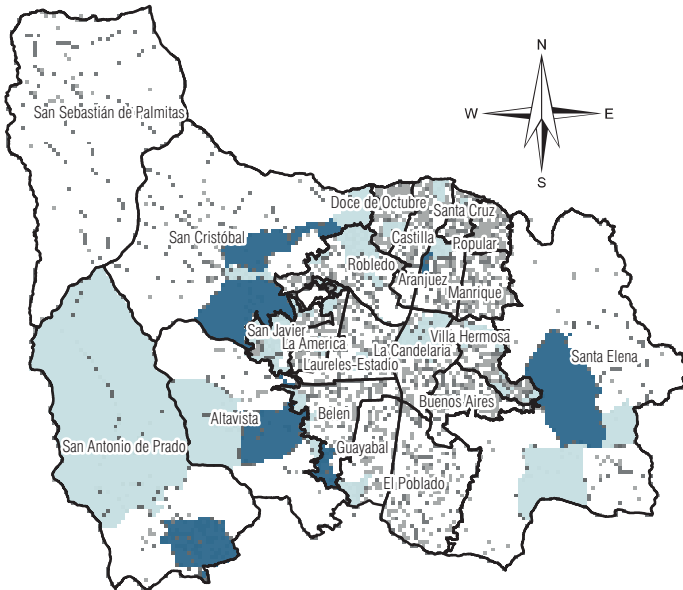 N
W
E
S
San Sebastián de Palmitas
Doce de Octubre
Santa Cruz
San Cristóbal
Castilla
Popular
Robledo
Aranjuez
Manrique
San Javier
Villa Hermosa
La America
La Candelaria
Santa Elena
Laureles-Estadio
Buenos Aires
Altavista
Belen
San Antonio de Prado
Guayabal
El Poblado